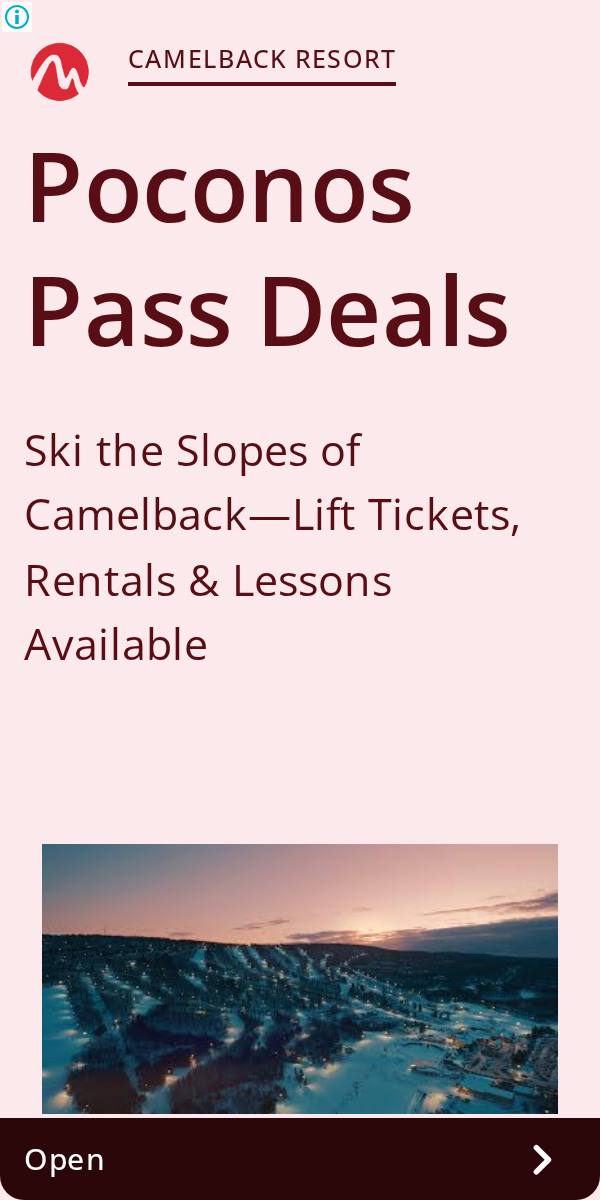 CAMELBACK RESORT
Poconos
Pass Deals
Ski the Slopes of
Camelback—Lift Tickets,
Rentals & Lessons
Available
Open